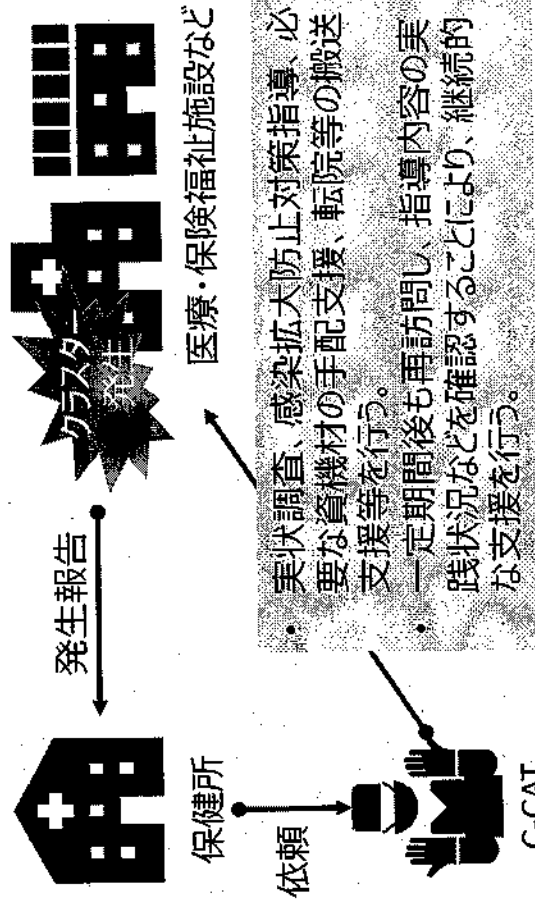 クラスター
発生
医療・保険福祉施設など
発生報告
保健所
依頼
C-CAT
・実状調査、感染拡大防止対策指導、必
要な資機材の手配支援、転院等の搬送
支援等を行う。
・一定期間後も再訪問し、指導内容の実
践状況などを確認することにより、継続的
な支援を行う。